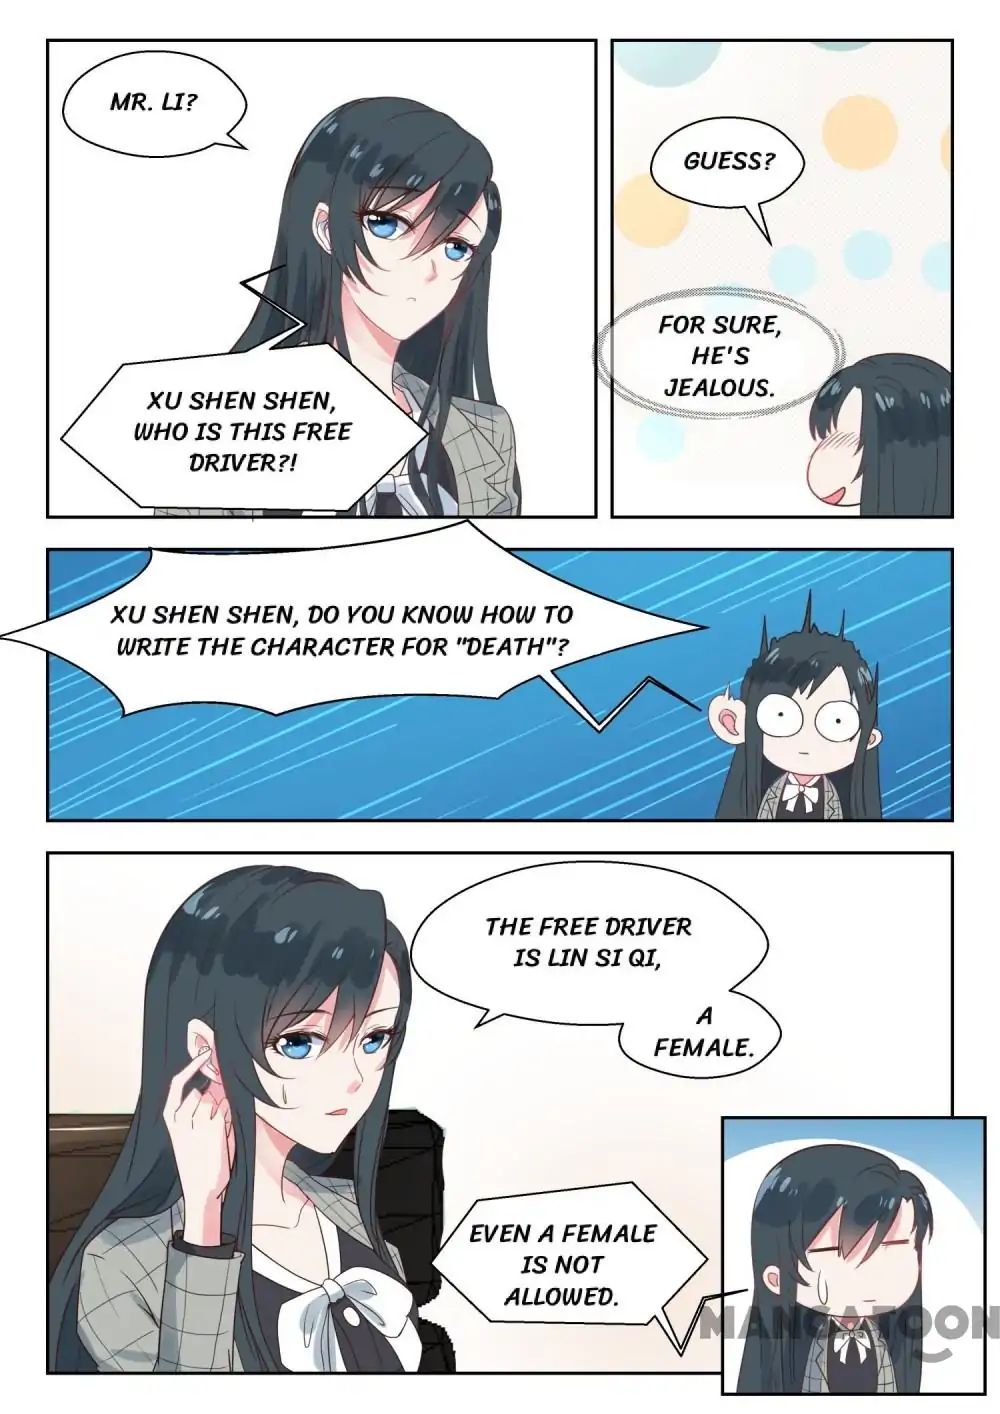 MR. LI?
XU SHEN SHEN,
WHO IS THIS FREE
DRIVER?!
GUESS?
FOR SURE,
HE'S
JEALOUS.
XU SHEN SHEN, DO YOU KNOW HOW TO
WRITE THE CHARACTER FOR "DEATH"?
THE FREE DRIVER
IS LIN SI QI,
A
FEMALE.
EVEN A FEMALE
IS NOT
ALLOWED.
MANGATOON